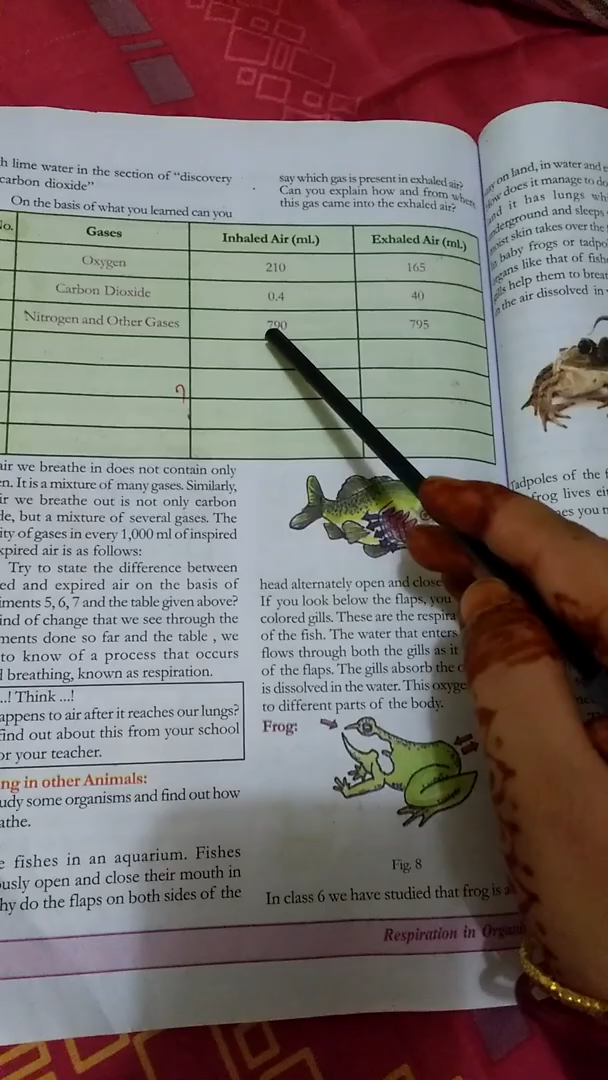 h lime water in the section of "discovery
carbon dioxide"
On the basis of what you learned can you
say which gas is present in exhaled air?
Can you explain how and from where
this gas came into the exhaled air?
No. Gases Inhaled Air (ml.) Exhaled Air (ml.)
Oxygen 210 165
Carbon Dioxide 0.4 40
Nitrogen and Other Gases 790 795
air we breathe in does not contain only
en. It is a mixture of many gases. Similarly,
ir we breathe out is not only carbon
de, but a mixture of several gases. The
ity of gases in every 1,000 ml of inspired
xpired air is as follows:
Try to state the difference between
ed and expired air on the basis of
iments 5, 6, 7 and the table given above?
ind of change that we see through the
ments done so far and the table , we
to know of a process that occurs
d breathing, known as respiration.
...! Think ...!
appens to air after it reaches our lungs?
find out about this from your school
or your teacher.
ng in other Animals:
udy some organisms and find out how
athe.
e fishes in an aquarium. Fishes
ously open and close their mouth in
hy do the flaps on both sides of the
head alternately open and close
If you look below the flaps, you
colored gills. These are the respira
of the fish. The water that enters
flows through both the gills as it
of the flaps. The gills absorb the
is dissolved in the water. This oxyge
to different parts of the body.
Frog:
Fig. 8
In class 6 we have studied that frog is a
Respiration in Organi
on land, in water and
does it manage to
it has lungs wh
nderground and sleeps
oist skin takes over the
baby frogs or tadpo
rgans like that of fish
help them to breat
the air dissolved in
Tadpoles of the f
frog lives ei